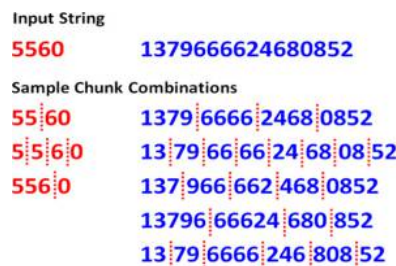 Input String
5560 13796666246808​52
Sample Chunk Combinations
55 60 1379 6666 2468 0852
5 5 6 0 13 79 66 66 24 68 08 52
556 0 137 966 662 468 0852
13796 66624 680 852
13 79 6666 246 808 52